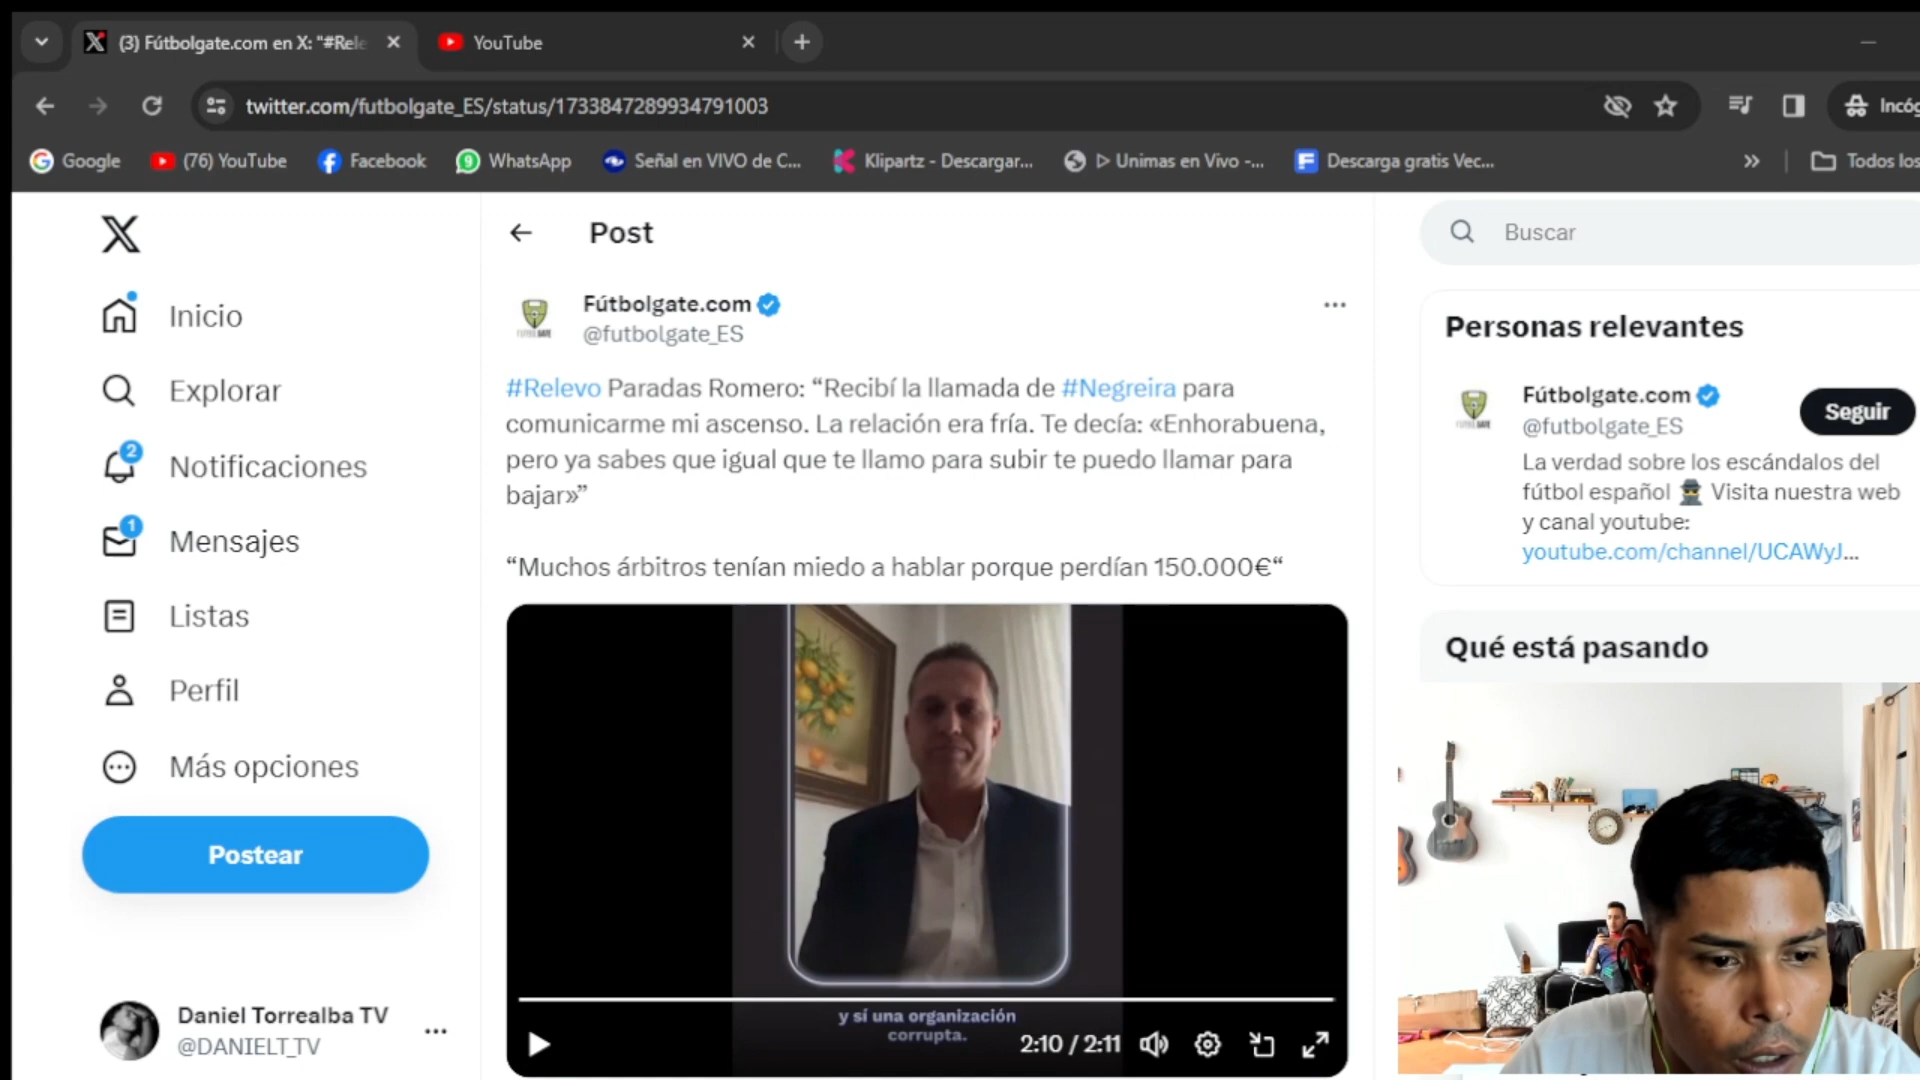 (3) Fútbolgate.com en X: "#Rele
YouTube
twitter.com/futbolgate_ES/status/1733847289934791003
Incóg
Google
(76) YouTube
Facebook
9
WhatsApp
Señal en VIVO de C...
Klipartz - Descargar...
Unimas en Vivo -...
Descarga gratis Vec...
»
Todos los
Post
Buscar
Inicio
Explorar
2
Notificaciones
1
Mensajes
Listas
Perfil
Más opciones
Postear
Daniel Torrealba TV
@DANIELT_TV
Fútbolgate.com
@futbolgate_ES
#Relevo Paradas Romero: “Recibí la llamada de #Negreira para
comunicarme mi ascenso. La relación era fría. Te decía: «Enhorabuena,
pero ya sabes que igual que te llamo para subir te puedo llamar para
bajar»”
“Muchos árbitros tenían miedo a hablar porque perdían 150.000€“
y sí una organización
corrupta.
2:10 / 2:11
Personas relevantes
Fútbolgate.com
@futbolgate_ES
Seguir
La verdad sobre los escándalos del
fútbol español Visita nuestra web
y canal youtube:
youtube.com/channel/UCAWyJ...
Qué está pasando